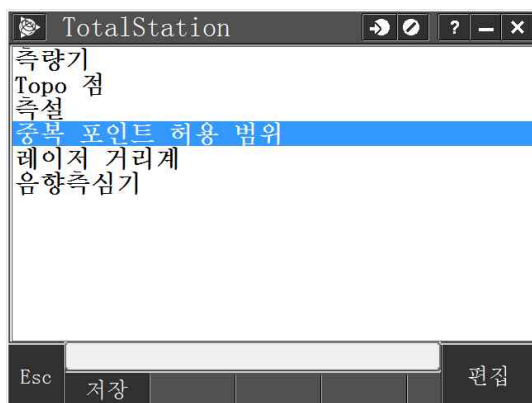 TotalStation ? – ×
측량기
Topo 점
측설
중복 포인트 허용 범위
레이저 거리계
음향측심기
Esc
저장
편집